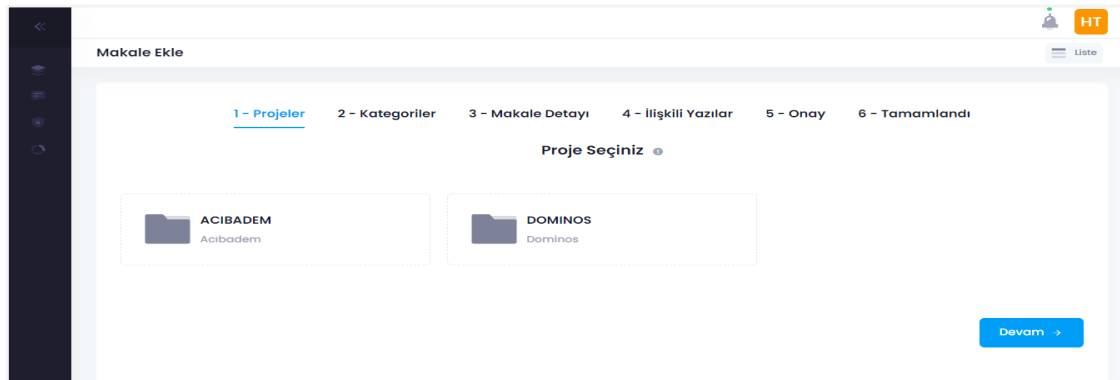 HT
Makale Ekle
Liste
1 - Projeler 2 - Kategoriler 3 - Makale Detayı 4 - İlişkili Yazılar 5 - Onay 6 - Tamamlandı
Proje Seçiniz
ACIBADEM
Acıbadem
DOMINOS
Dominos
Devam →